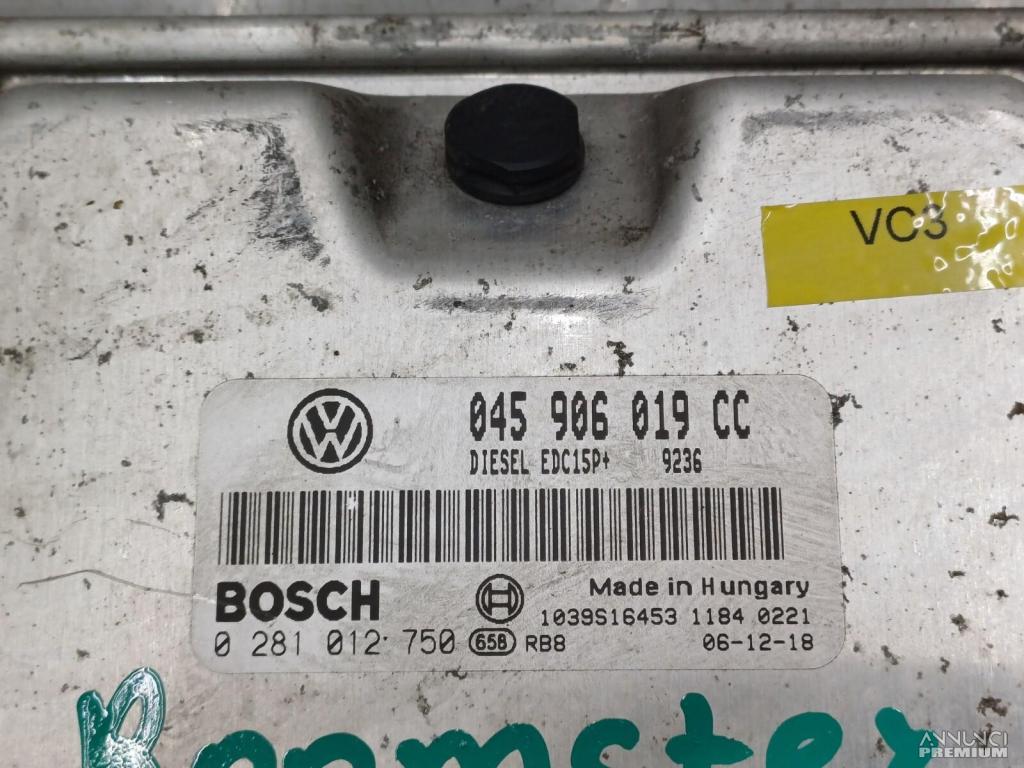 VC3
045 906 019 CC
DIESEL EDC15P+ 9236
BOSCH
Made in Hungary
1039S16453 1184 0221
0 281 012 750 658 RB8 06-12-18
Roomster
ANNUNCI
PREMIUM